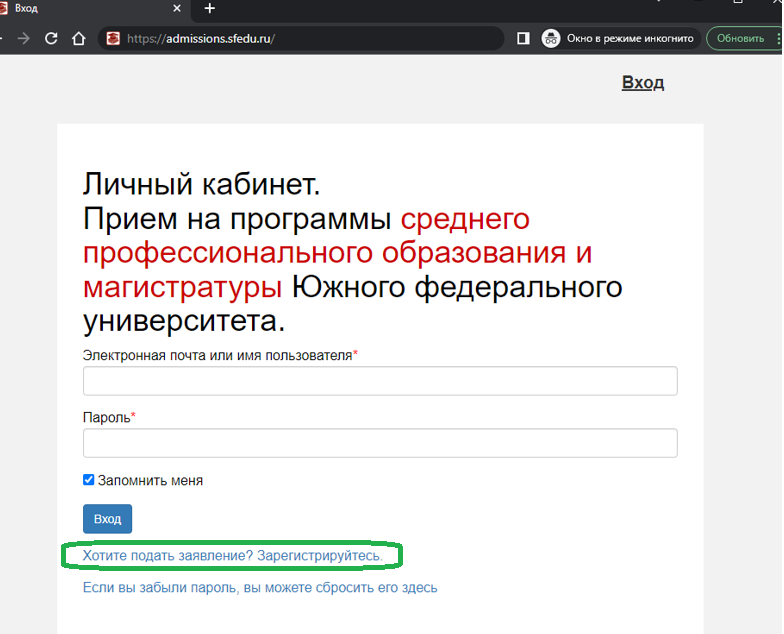 Вход
https://admissions.sfedu.ru/
Окно в режиме инкогнито
Обновить
Вход
Личный кабинет.
Прием на программы среднего
профессионального образования и
магистратуры Южного федерального
университета.
Электронная почта или имя пользователя*
Пароль*
Запомнить меня
Вход
Хотите подать заявление? Зарегистрируйтесь.
Если вы забыли пароль, вы можете сбросить его здесь